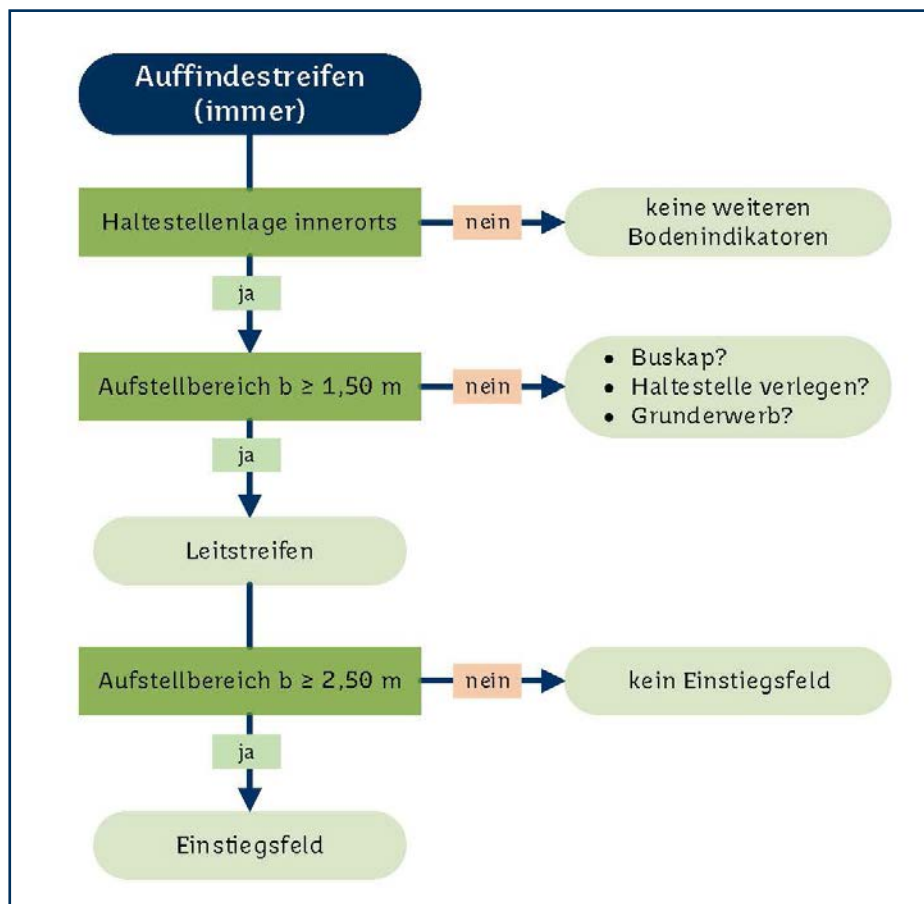 Auffindestreifen
(immer)
Haltestellenlage innerorts
nein
keine weiteren
Bodenindikatoren
ja
Aufstellbereich b ≥ 1,50 m
nein
• Buskap?
• Haltestelle verlegen?
• Grunderwerb?
ja
Leitstreifen
Aufstellbereich b ≥ 2,50 m
nein
kein Einstiegsfeld
ja
Einstiegsfeld